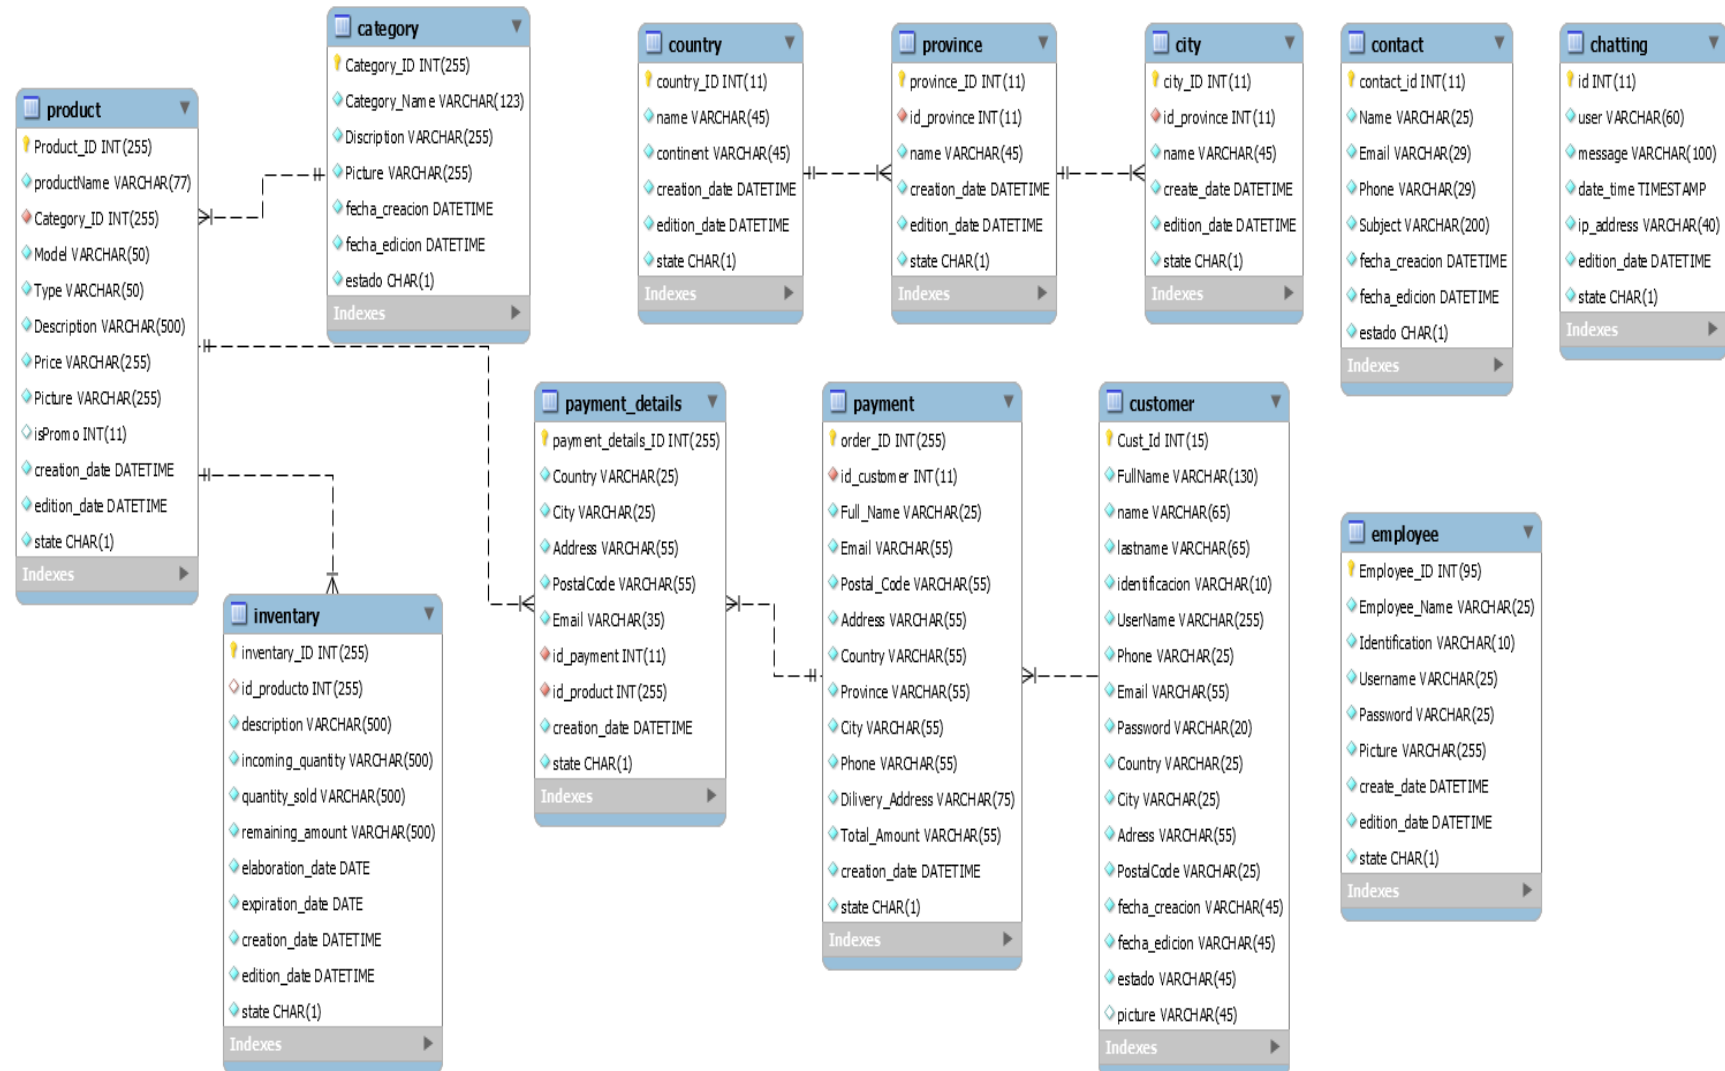 category
Category_ID INT(255)
Category_Name VARCHAR(123)
Discription VARCHAR(255)
Picture VARCHAR(255)
fecha_creacion DATETIME
fecha_edicion DATETIME
estado CHAR(1)
Indexes
country
country_ID INT(11)
name VARCHAR(45)
continent VARCHAR(45)
creation_date DATETIME
edition_date DATETIME
state CHAR(1)
Indexes
province
province_ID INT(11)
id_province INT(11)
name VARCHAR(45)
creation_date DATETIME
edition_date DATETIME
state CHAR(1)
Indexes
city
city_ID INT(11)
id_province INT(11)
name VARCHAR(45)
create_date DATETIME
edition_date DATETIME
state CHAR(1)
Indexes
contact
contact_id INT(11)
Name VARCHAR(25)
Email VARCHAR(29)
Phone VARCHAR(29)
Subject VARCHAR(200)
fecha_creacion DATETIME
fecha_edicion DATETIME
estado CHAR(1)
Indexes
chatting
id INT(11)
user VARCHAR(60)
message VARCHAR(100)
date_time TIMESTAMP
ip_address VARCHAR(40)
edition_date DATETIME
state CHAR(1)
Indexes
product
Product_ID INT(255)
productName VARCHAR(77)
Category_ID INT(255)
Model VARCHAR(50)
Type VARCHAR(50)
Description VARCHAR(500)
Price VARCHAR(255)
Picture VARCHAR(255)
isPromo INT(11)
creation_date DATETIME
edition_date DATETIME
state CHAR(1)
Indexes
inventary
inventary_ID INT(255)
id_producto INT(255)
description VARCHAR(500)
incoming_quantity VARCHAR(500)
quantity_sold VARCHAR(500)
remaining_amount VARCHAR(500)
elaboration_date DATE
expiration_date DATE
creation_date DATETIME
edition_date DATETIME
state CHAR(1)
Indexes
payment_details
payment_details_ID INT(255)
Country VARCHAR(25)
City VARCHAR(25)
Address VARCHAR(55)
PostalCode VARCHAR(55)
Email VARCHAR(35)
id_payment INT(11)
id_product INT(255)
creation_date DATETIME
state CHAR(1)
Indexes
payment
order_ID INT(255)
id_customer INT(11)
Full_Name VARCHAR(25)
Email VARCHAR(55)
Postal_Code VARCHAR(55)
Address VARCHAR(55)
Country VARCHAR(55)
Province VARCHAR(55)
City VARCHAR(55)
Phone VARCHAR(55)
Dilivery_Address VARCHAR(75)
Total_Amount VARCHAR(55)
creation_date DATETIME
state CHAR(1)
Indexes
customer
Cust_Id INT(15)
FullName VARCHAR(130)
name VARCHAR(65)
lastname VARCHAR(65)
identificacion VARCHAR(10)
UserName VARCHAR(255)
Phone VARCHAR(25)
Email VARCHAR(55)
Password VARCHAR(20)
Country VARCHAR(25)
City VARCHAR(25)
Adress VARCHAR(55)
PostalCode VARCHAR(25)
fecha_creacion VARCHAR(45)
fecha_edicion VARCHAR(45)
estado VARCHAR(45)
picture VARCHAR(45)
Indexes
employee
Employee_ID INT(95)
Employee_Name VARCHAR(25)
Identification VARCHAR(10)
Username VARCHAR(25)
Password VARCHAR(25)
Picture VARCHAR(255)
create_date DATETIME
edition_date DATETIME
state CHAR(1)
Indexes